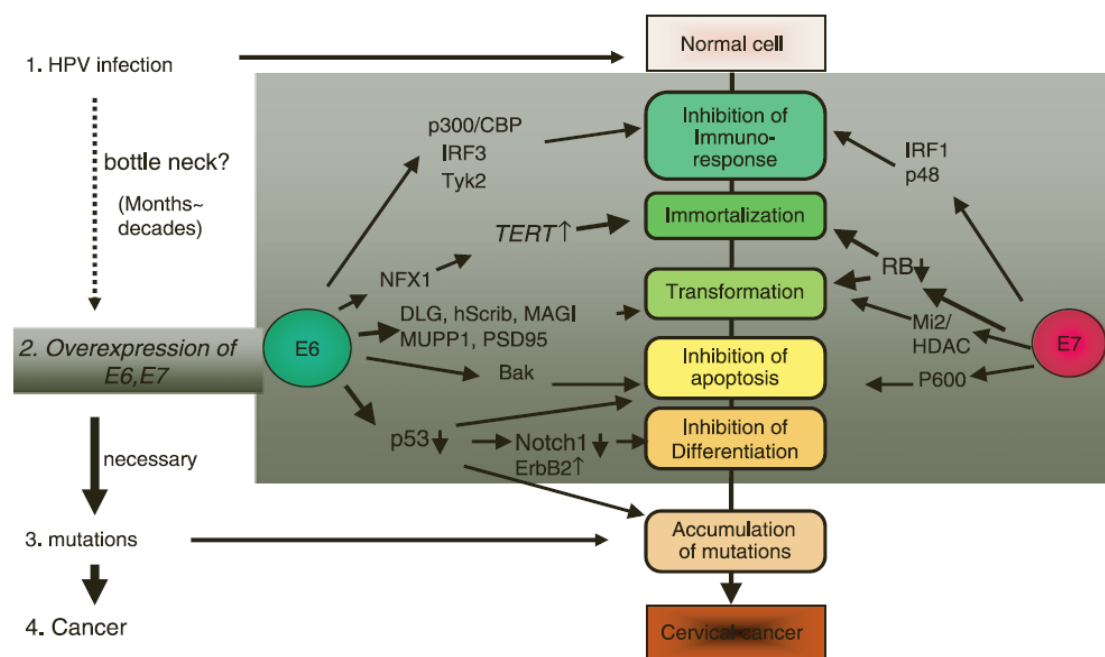 Normal cell
1. HPV infection
Inhibition of
Immuno-
response
p300/CBP
IRF3
Tyk2
IRF1
p48
bottle neck?
(Months~
decades)
Immortalization
TERT↑
NFX1
RB↓
Transformation
DLG, hScrib, MAGI
MUPP1, PSD95
Mi2/
HDAC
2. Overexpression of
E6,E7
E6
E7
Inhibition of
apoptosis
Bak
P600
Inhibition of
Differentiation
p53↓
Notch1↓
ErbB2↑
necessary
3. mutations
Accumulation
of mutations
4. Cancer
Cervical cancer